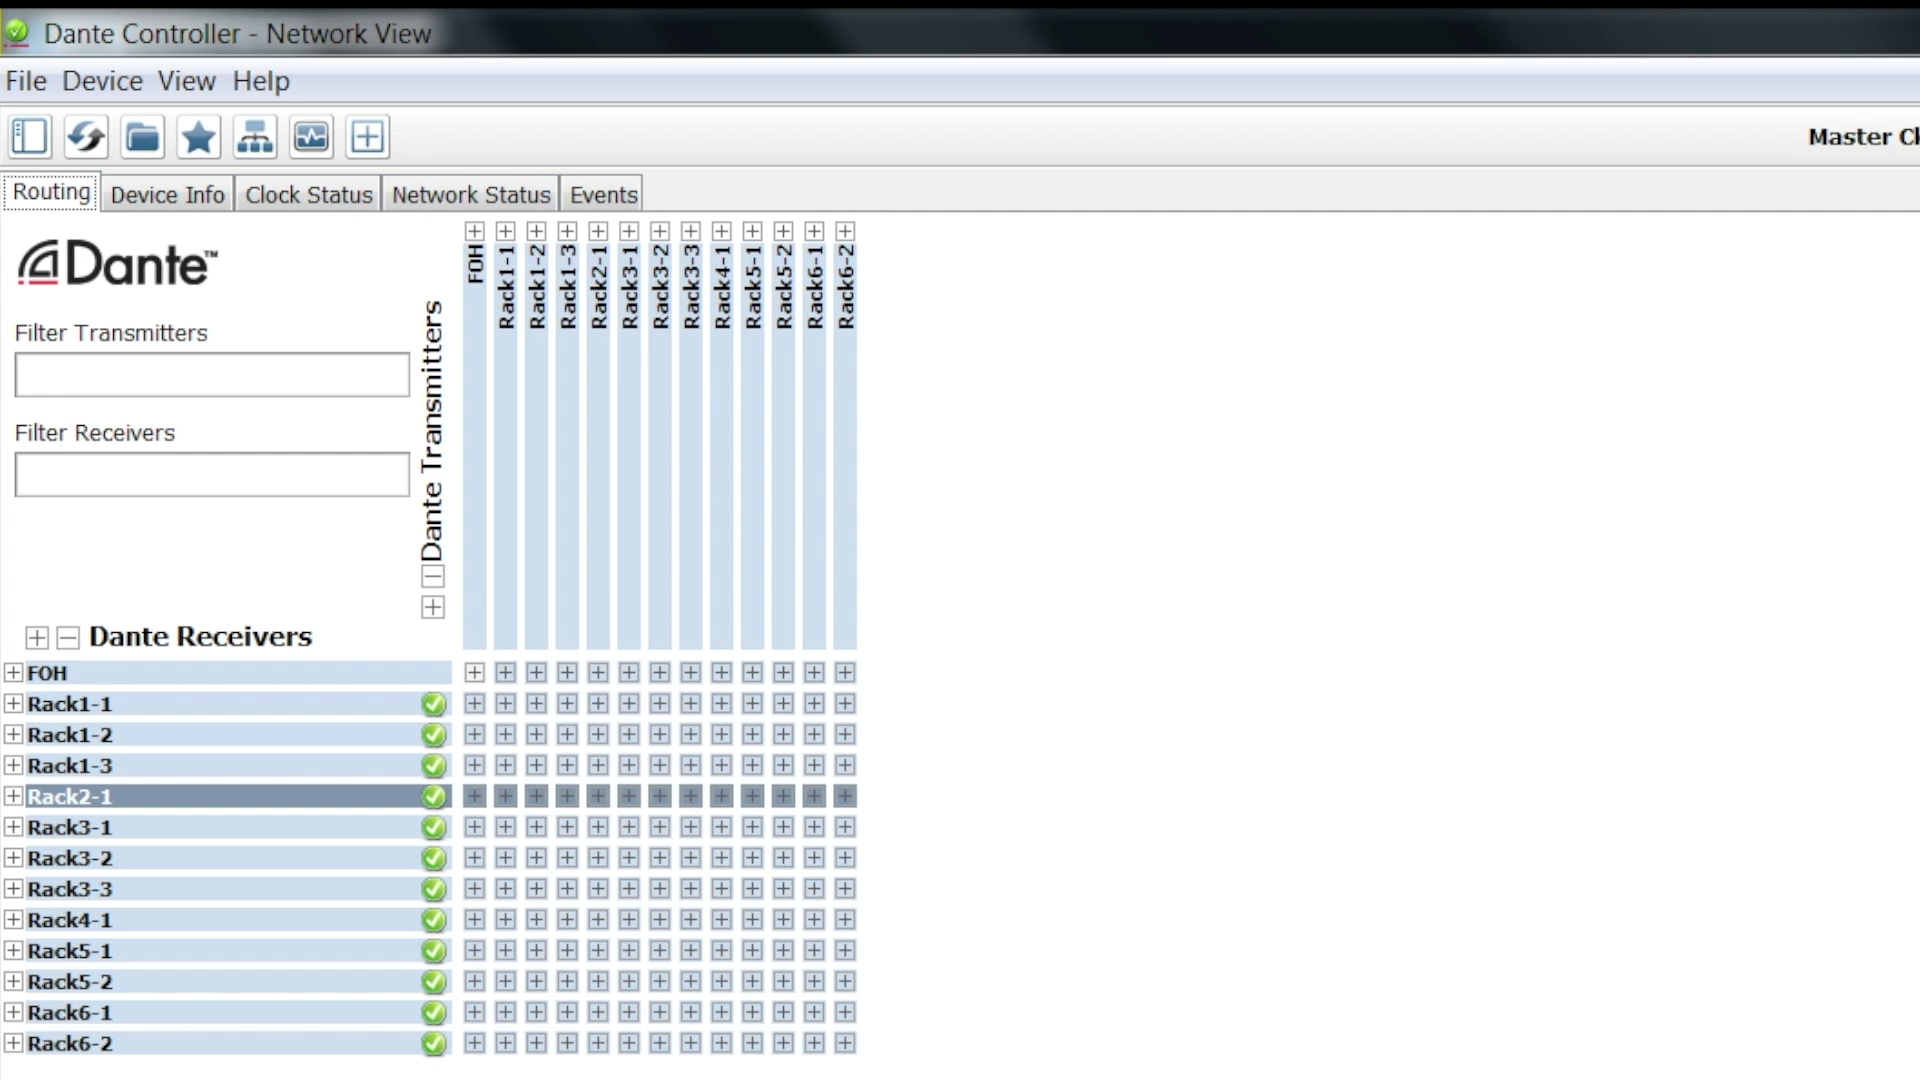 Dante Controller - Network View
File Device View Help
Master Cl
Routing Device Info Clock Status Network Status Events
Dante™
Filter Transmitters
Filter Receivers
Dante Transmitters
FOH
Rack1-1
Rack1-2
Rack1-3
Rack2-1
Rack3-1
Rack3-2
Rack3-3
Rack4-1
Rack5-1
Rack5-2
Rack6-1
Rack6-2
Dante Receivers
FOH
Rack1-1
Rack1-2
Rack1-3
Rack2-1
Rack3-1
Rack3-2
Rack3-3
Rack4-1
Rack5-1
Rack5-2
Rack6-1
Rack6-2